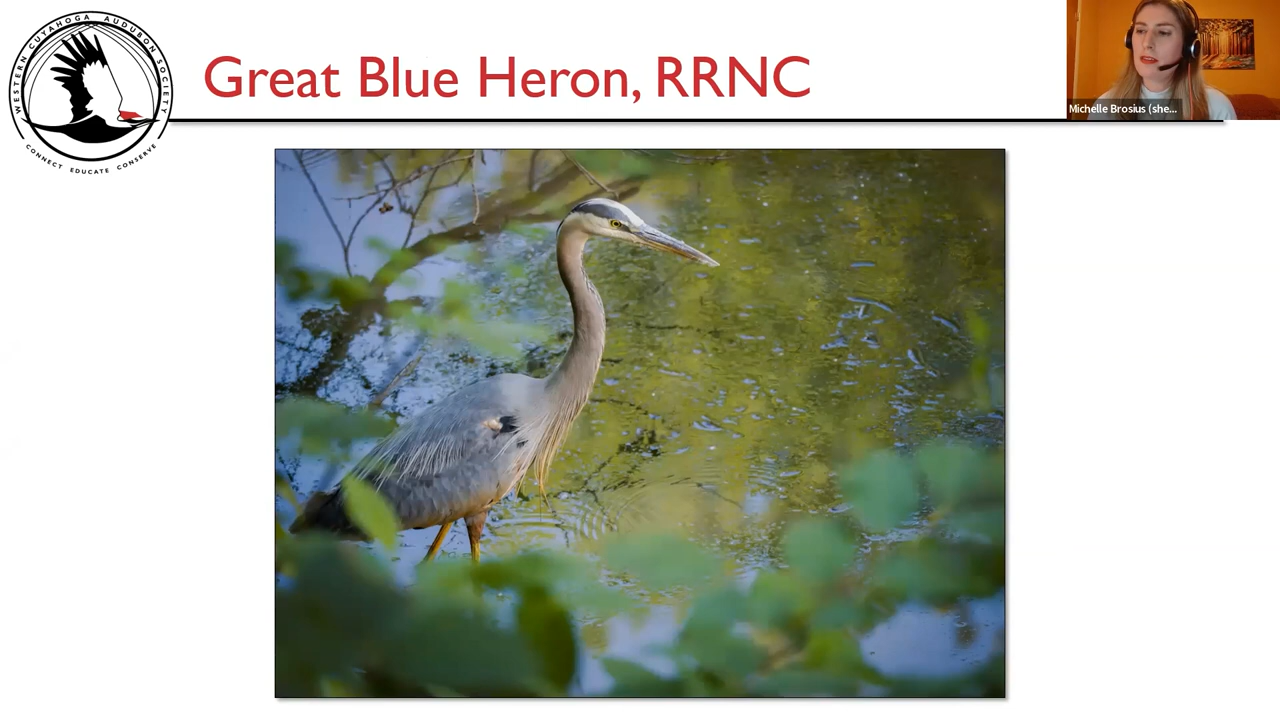 WESTERN CUYAHOGA AUDUBON SOCIETY
CONNECT EDUCATE CONSERVE
Great Blue Heron, RRNC
Michelle Brosius (she...